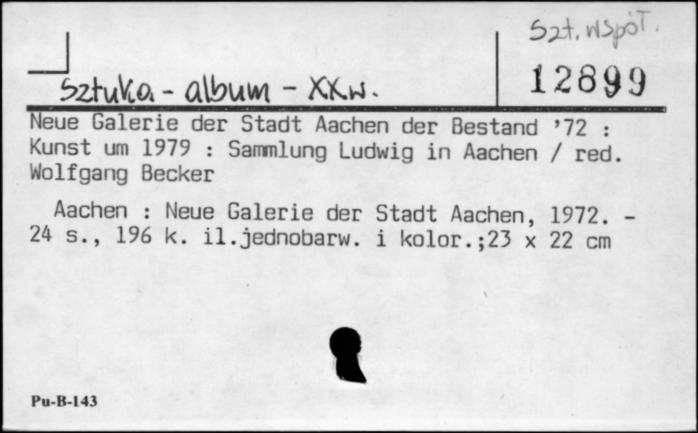 Szt. współ.
12899
Sztuka - album - XX w.
Neue Galerie der Stadt Aachen der Bestand '72 :
Kunst um 1979 : Sammlung Ludwig in Aachen / red.
Wolfgang Becker
Aachen : Neue Galerie der Stadt Aachen, 1972. -
24 s., 196 k. il.jednobarw. i kolor.;23 x 22 cm
Pu-B-143